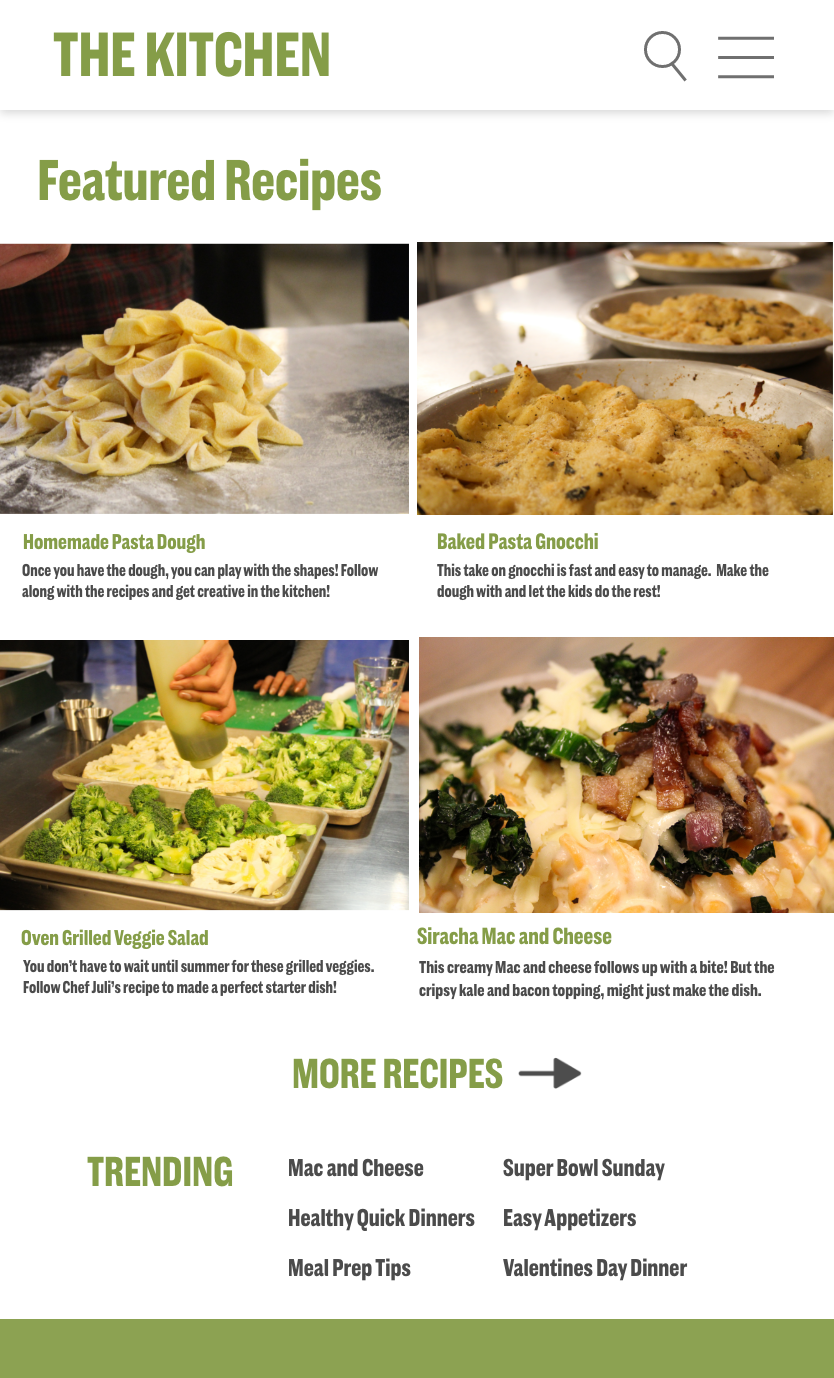 THE KITCHEN
Featured Recipes
Homemade Pasta Dough
Once you have the dough, you can play with the shapes! Follow
along with the recipes and get creative in the kitchen!
Baked Pasta Gnocchi
This take on gnocchi is fast and easy to manage.  Make the
dough with and let the kids do the rest!
Oven Grilled Veggie Salad
You don't have to wait until summer for these grilled veggies.
Follow Chef Juli's recipe to made a perfect starter dish!
Siracha Mac and Cheese
This creamy Mac and cheese follows up with a bite! But the
cripsy kale and bacon topping, might just make the dish.
MORE RECIPES
TRENDING
Mac and Cheese
Super Bowl Sunday
Healthy Quick Dinners
Easy Appetizers
Meal Prep Tips
Valentines Day Dinner